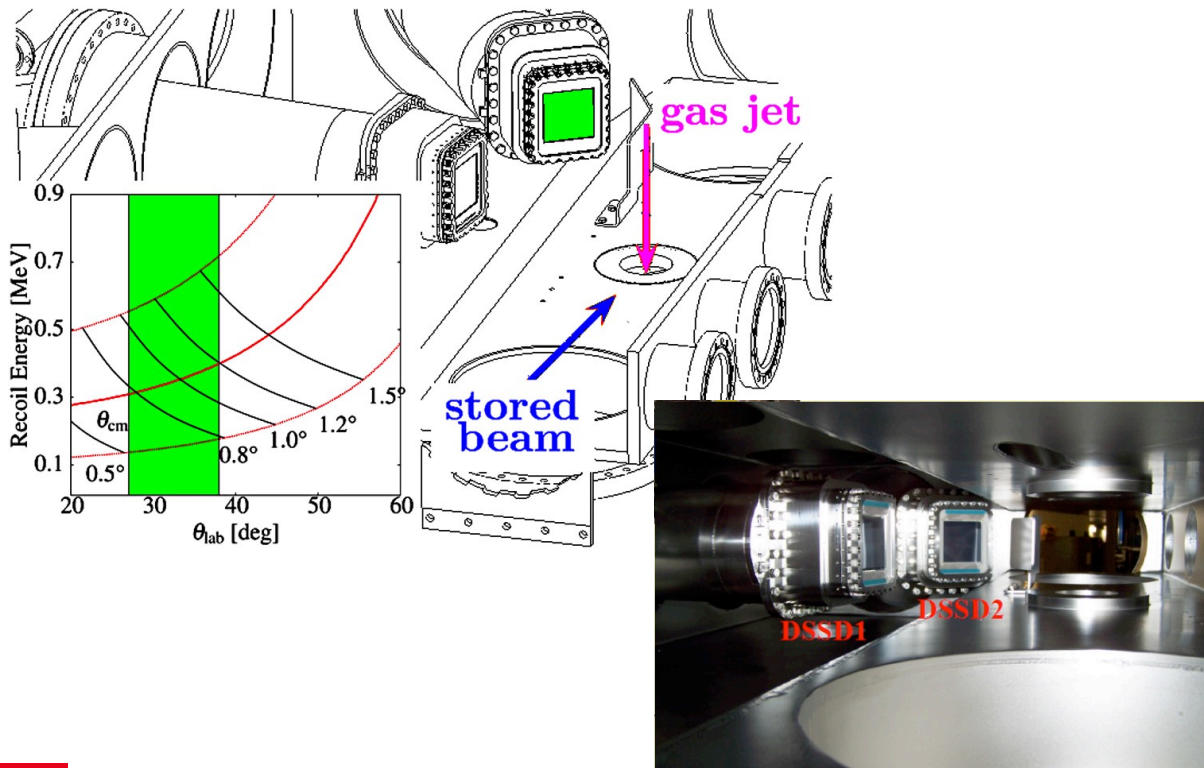 gas jet
stored
beam
Recoil Energy [MeV]
0.9
0.7
0.5
0.3
0.1
θcm
0.5°
0.8°
1.0°
1.2°
1.5°
20
30
40
50
60
θlab [deg]
DSSD1
DSSD2